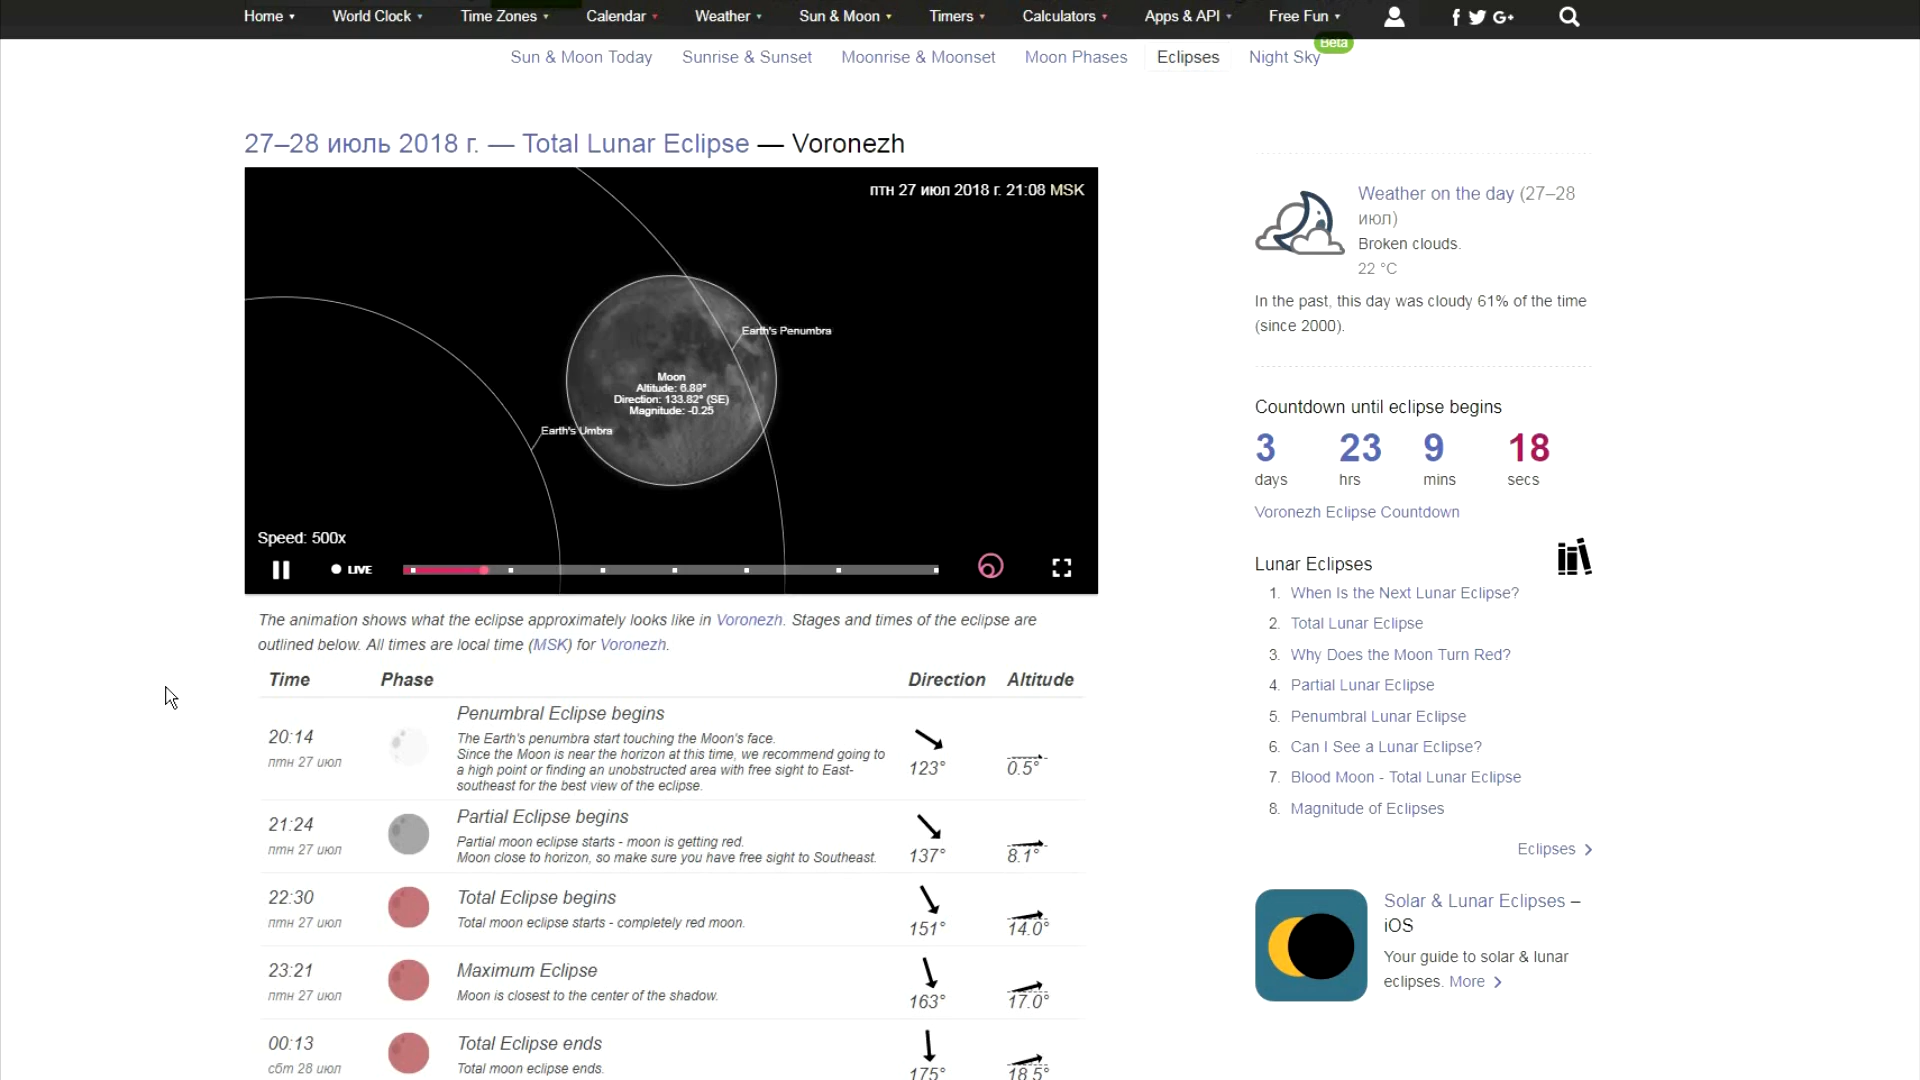 Home World Clock Time Zones Calendar Weather Sun & Moon Timers Calculators Apps & API Free Fun
Sun & Moon Today Sunrise & Sunset Moonrise & Moonset Moon Phases Eclipses Night Sky Beta
27–28 июль 2018 г. — Total Lunar Eclipse — Voronezh
птн 27 июл 2018 г. 21:08 MSK
Earth's Penumbra
Moon
Altitude: 6.89°
Direction: 133.82° (SE)
Magnitude: -0.25
Earth's Umbra
Speed: 500x
LIVE
The animation shows what the eclipse approximately looks like in Voronezh. Stages and times of the eclipse are
outlined below. All times are local time (MSK) for Voronezh.
Time Phase Direction Altitude
Penumbral Eclipse begins
20:14
птн 27 июл
The Earth's penumbra start touching the Moon's face.
Since the Moon is near the horizon at this time, we recommend going to
a high point or finding an unobstructed area with free sight to East-
southeast for the best view of the eclipse.
123° 0.5°
Partial Eclipse begins
21:24
птн 27 июл
Partial moon eclipse starts - moon is getting red.
Moon close to horizon, so make sure you have free sight to Southeast.
137° 8.1°
22:30
птн 27 июл
Total Eclipse begins
Total moon eclipse starts - completely red moon.
151° 14.0°
23:21
птн 27 июл
Maximum Eclipse
Moon is closest to the center of the shadow.
163° 17.0°
00:13
сбт 28 июл
Total Eclipse ends
Total moon eclipse ends.
175° 18.5°
Weather on the day (27–28
июл)
Broken clouds.
22 °C
In the past, this day was cloudy 61% of the time
(since 2000).
Countdown until eclipse begins
3 23 9 18
days hrs mins secs
Voronezh Eclipse Countdown
Lunar Eclipses
1. When Is the Next Lunar Eclipse?
2. Total Lunar Eclipse
3. Why Does the Moon Turn Red?
4. Partial Lunar Eclipse
5. Penumbral Lunar Eclipse
6. Can I See a Lunar Eclipse?
7. Blood Moon - Total Lunar Eclipse
8. Magnitude of Eclipses
Eclipses
Solar & Lunar Eclipses –
iOS
Your guide to solar & lunar
eclipses. More